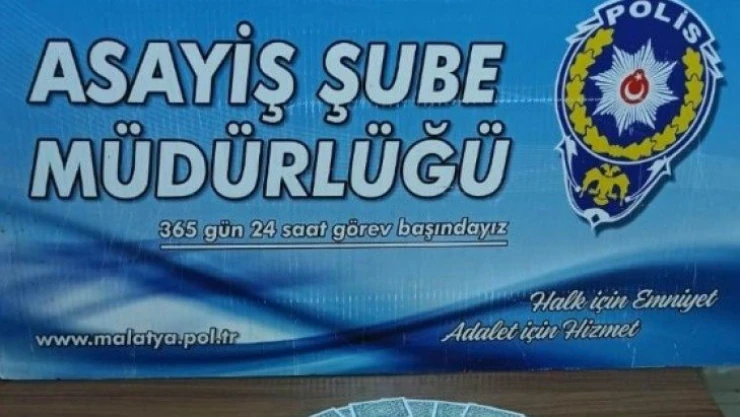 POLİS
ASAYİŞ ŞUBE
MÜDÜRLÜĞÜ
365 gün 24 saat görev başındayız
Halk için Emniyet
Adalet için Hizmet
www.malatya.pol.tr